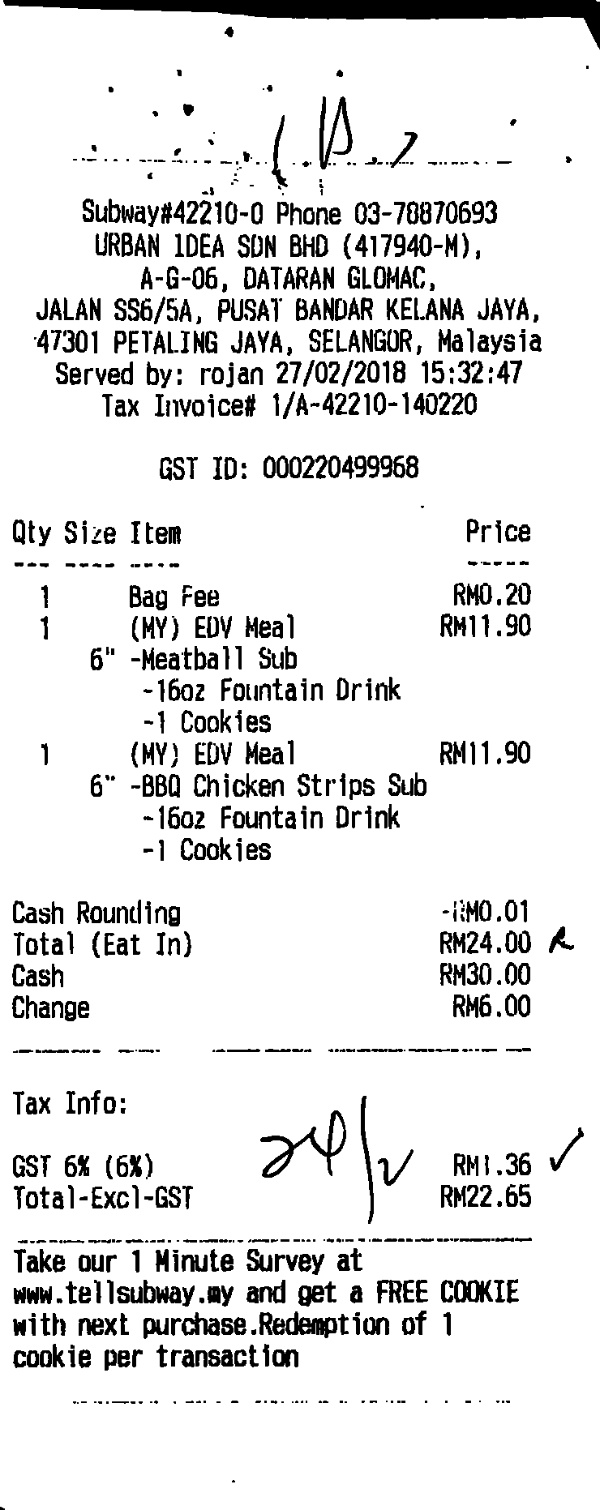 Subway#42210-0 Phone 03-78870693
URBAN IDEA SDN BHD (417940-M),
A-G-06, DATARAN GLOMAC,
JALAN SS6/5A, PUSAT BANDAR KELANA JAYA,
47301 PETALING JAYA, SELANGOR, Malaysia
Served by: rojan 27/02/2018 15:32:47
Tax Invoice# 1/A-42210-140220
GST ID: 000220499968
Qty Size Item Price
--- ---- ---- -----
1 Bag Fee RM0.20
1 (MY) EDV Meal RM11.90
6" -Meatball Sub
-16oz Fountain Drink
-1 Cookies
1 (MY) EDV Meal RM11.90
6" -BBQ Chicken Strips Sub
-16oz Fountain Drink
-1 Cookies
Cash Rounding -RM0.01
Total (Eat In) RM24.00
Cash RM30.00
Change RM6.00
Tax Info:
GST 6% (6%) RM1.36
Total-Excl-GST RM22.65
Take our 1 Minute Survey at
www.tellsubway.my and get a FREE COOKIE
with next purchase.Redemption of 1
cookie per transaction